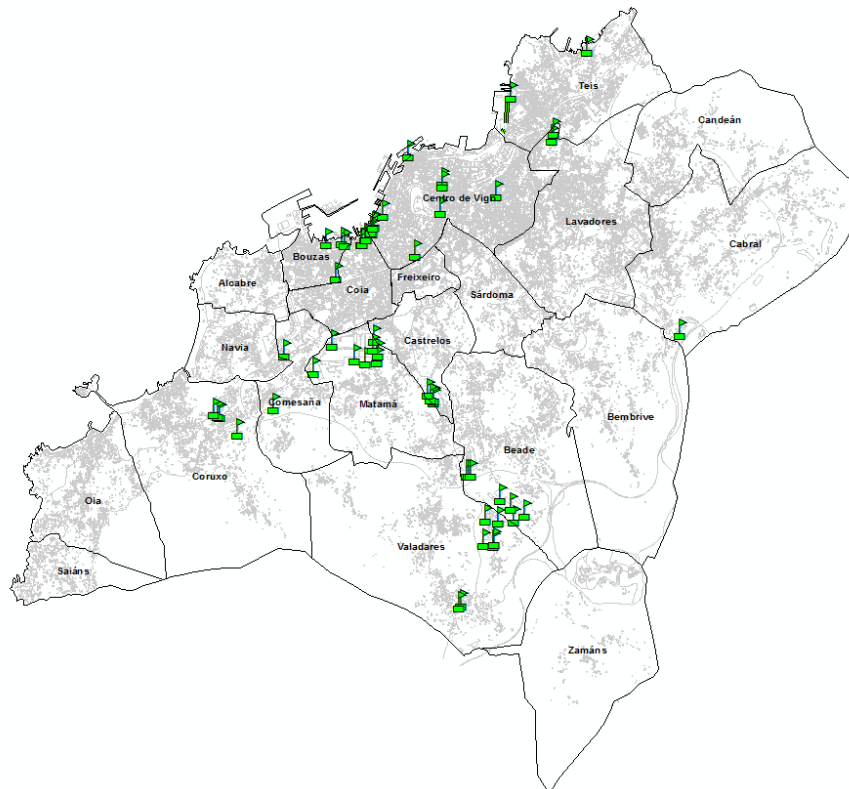 Teis
Candeán
Centro de Vigo
Lavadores
Cabral
Bouzas
Freixeiro
Alcabre
Coia
Sárdoma
Navia
Castrelos
Comesaña
Matamá
Bembrive
Beade
Coruxo
Oia
Valadares
Saiáns
Zamáns